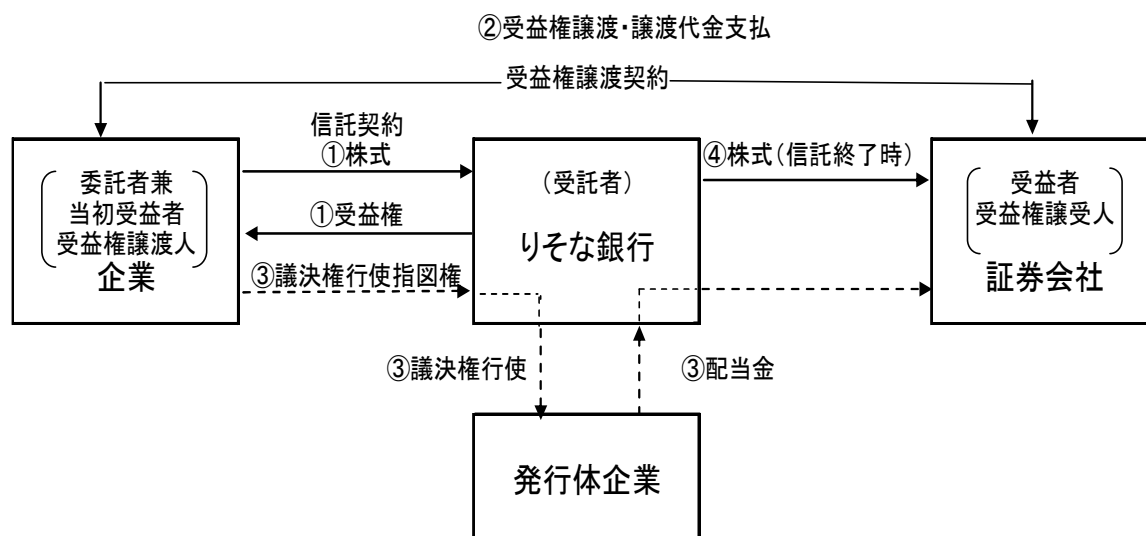 ②受益権譲渡・譲渡代金支払
受益権譲渡契約
信託契約
①株式
①受益権
③議決権行使指図権
委託者兼
当初受益者
受益権譲渡人
企業
(受託者)
りそな銀行
④株式(信託終了時)
受益者
受益権譲受人
証券会社
③議決権行使
③配当金
発行体企業